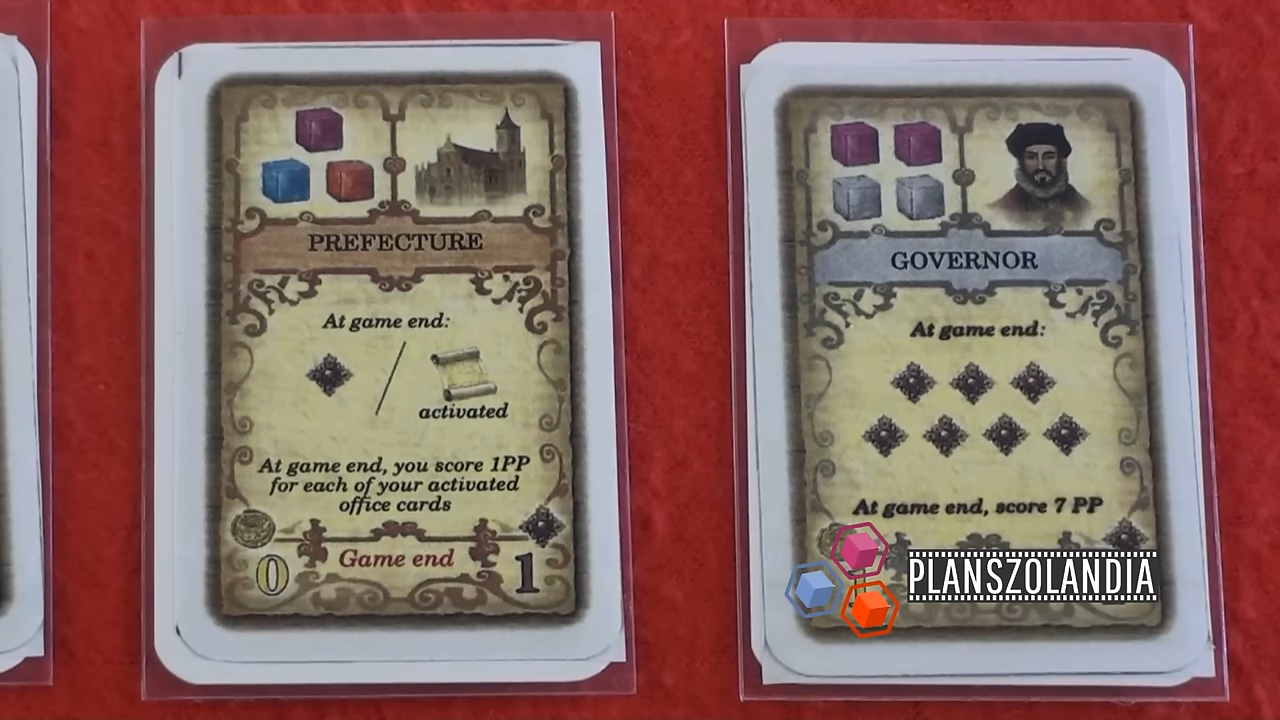 PREFECTURE
At game end:
/
activated
At game end, you score 1PP
for each of your activated
office cards
0
Game end
1
GOVERNOR
At game end:
At game end, score 7 PP
PLANSZOLANDIA